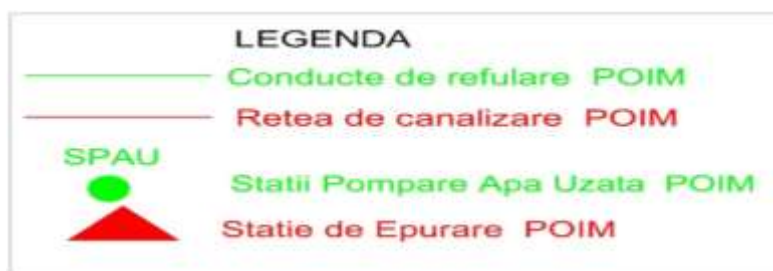 LEGENDA
Conducte de refulare POIM
Retea de canalizare POIM
SPAU
Statii Pompare Apa Uzata POIM
Statie de Epurare POIM